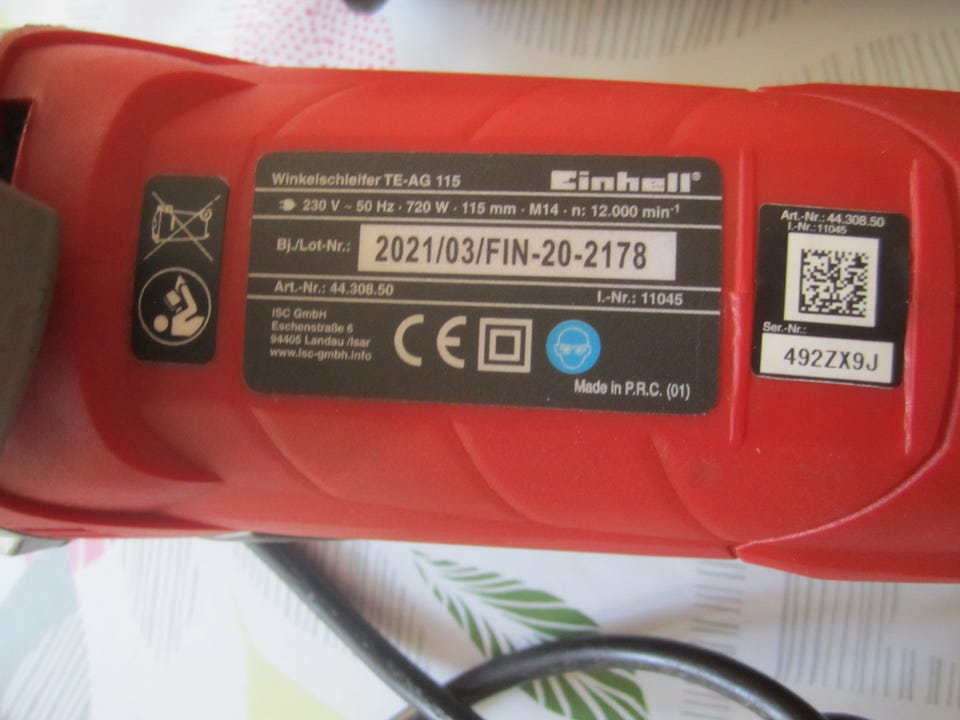 Winkelschleifer TE-AG 115
Einhell®
230 V ~ 50 Hz · 720 W · 115 mm · M14 · n: 12.000 min⁻¹
Bj./Lot-Nr.: 2021/03/FIN-20-2178
Art.-Nr.: 44.308.50
I.-Nr.: 11045
ISC GmbH
Eschenstraße 6
94405 Landau /Isar
www.isc-gmbh.info
CE
Made in P.R.C. (01)
Art.-Nr.: 44.308.50
I.-Nr.: 11045
Ser.-Nr.:
492ZX9J